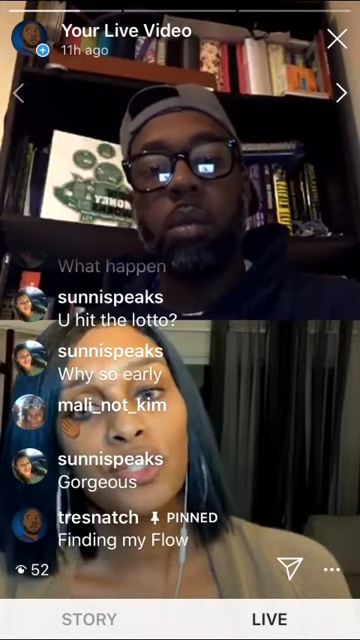 Your Live Video
11h ago
What happen
sunnispeaks
U hit the lotto?
sunnispeaks
Why so early
mali_not_kim
sunnispeaks
Gorgeous
tresnatch PINNED
Finding my Flow
52
STORY LIVE